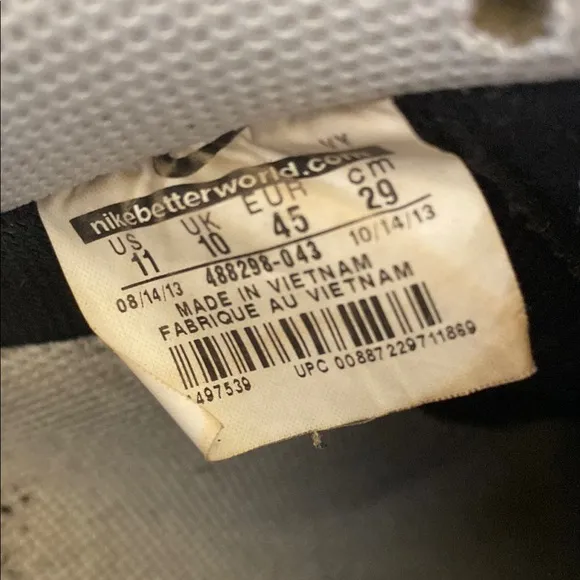 VY
nikebetterworld.com
US UK EUR cm
11 10 45 29
08/14/13 488298-043 10/14/13
MADE IN VIETNAM
FABRIQUE AU VIETNAM
497539 UPC 00887229711869